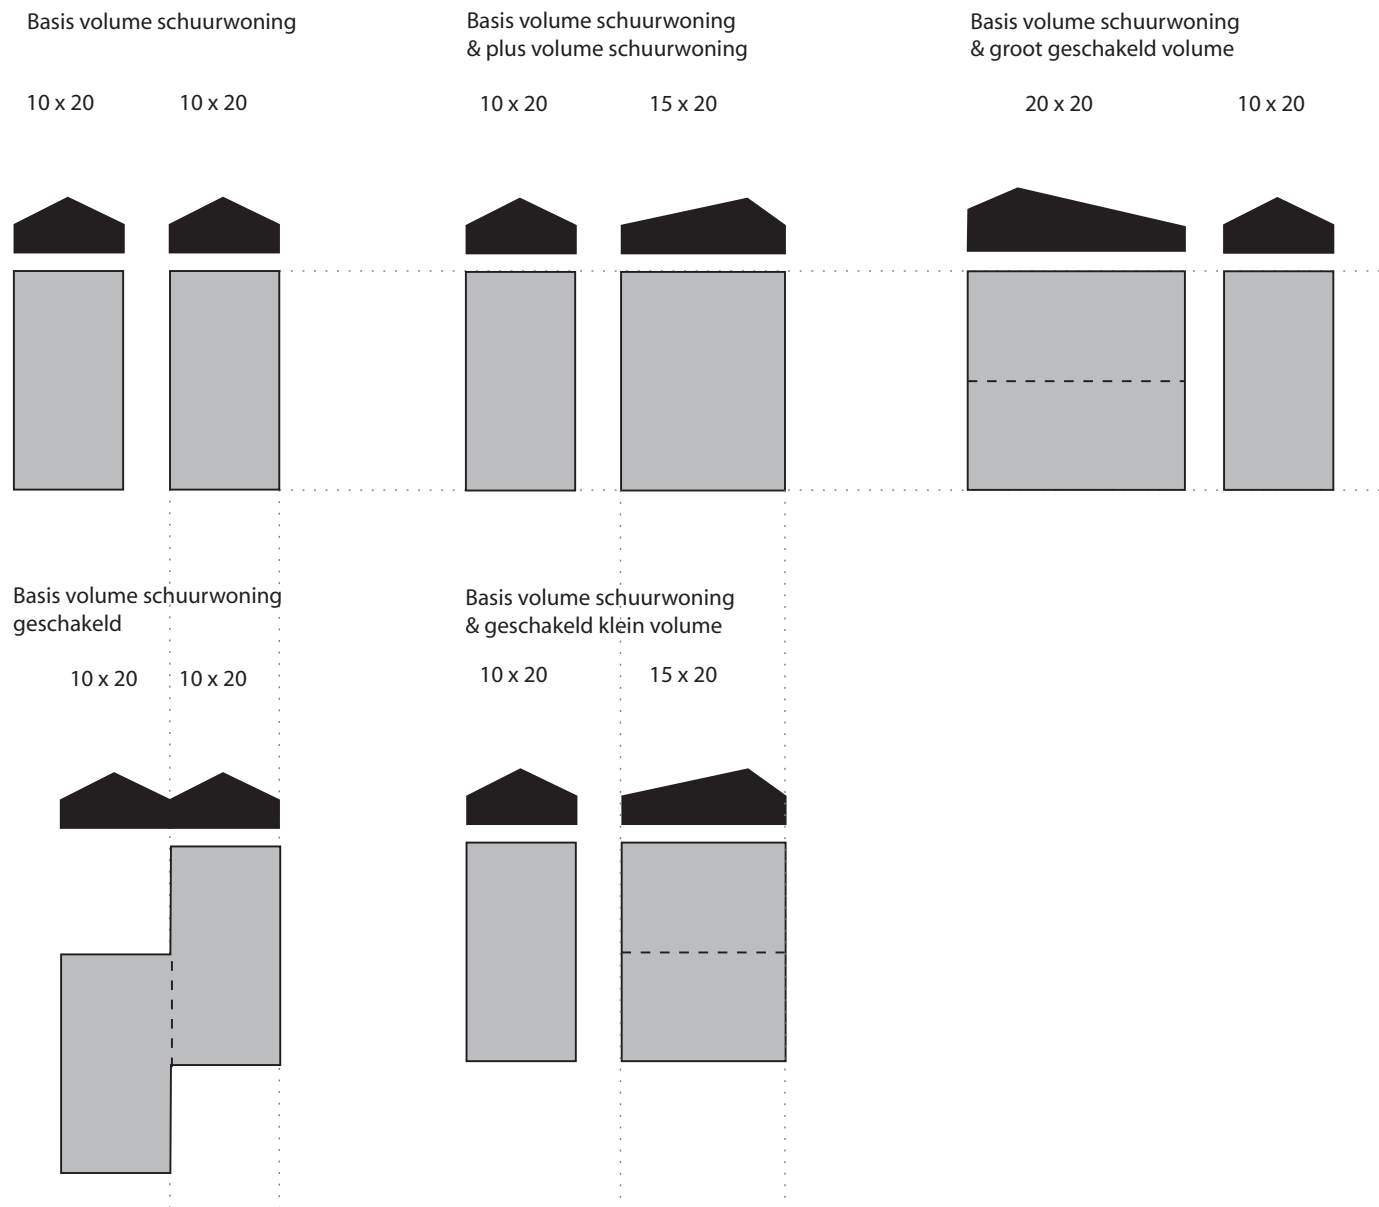 Basis volume schuurwoning
10 x 20
10 x 20
Basis volume schuurwoning
& plus volume schuurwoning
10 x 20
15 x 20
Basis volume schuurwoning
& groot geschakeld volume
20 x 20
10 x 20
Basis volume schuurwoning
geschakeld
10 x 20
10 x 20
Basis volume schuurwoning
& geschakeld klein volume
10 x 20
15 x 20